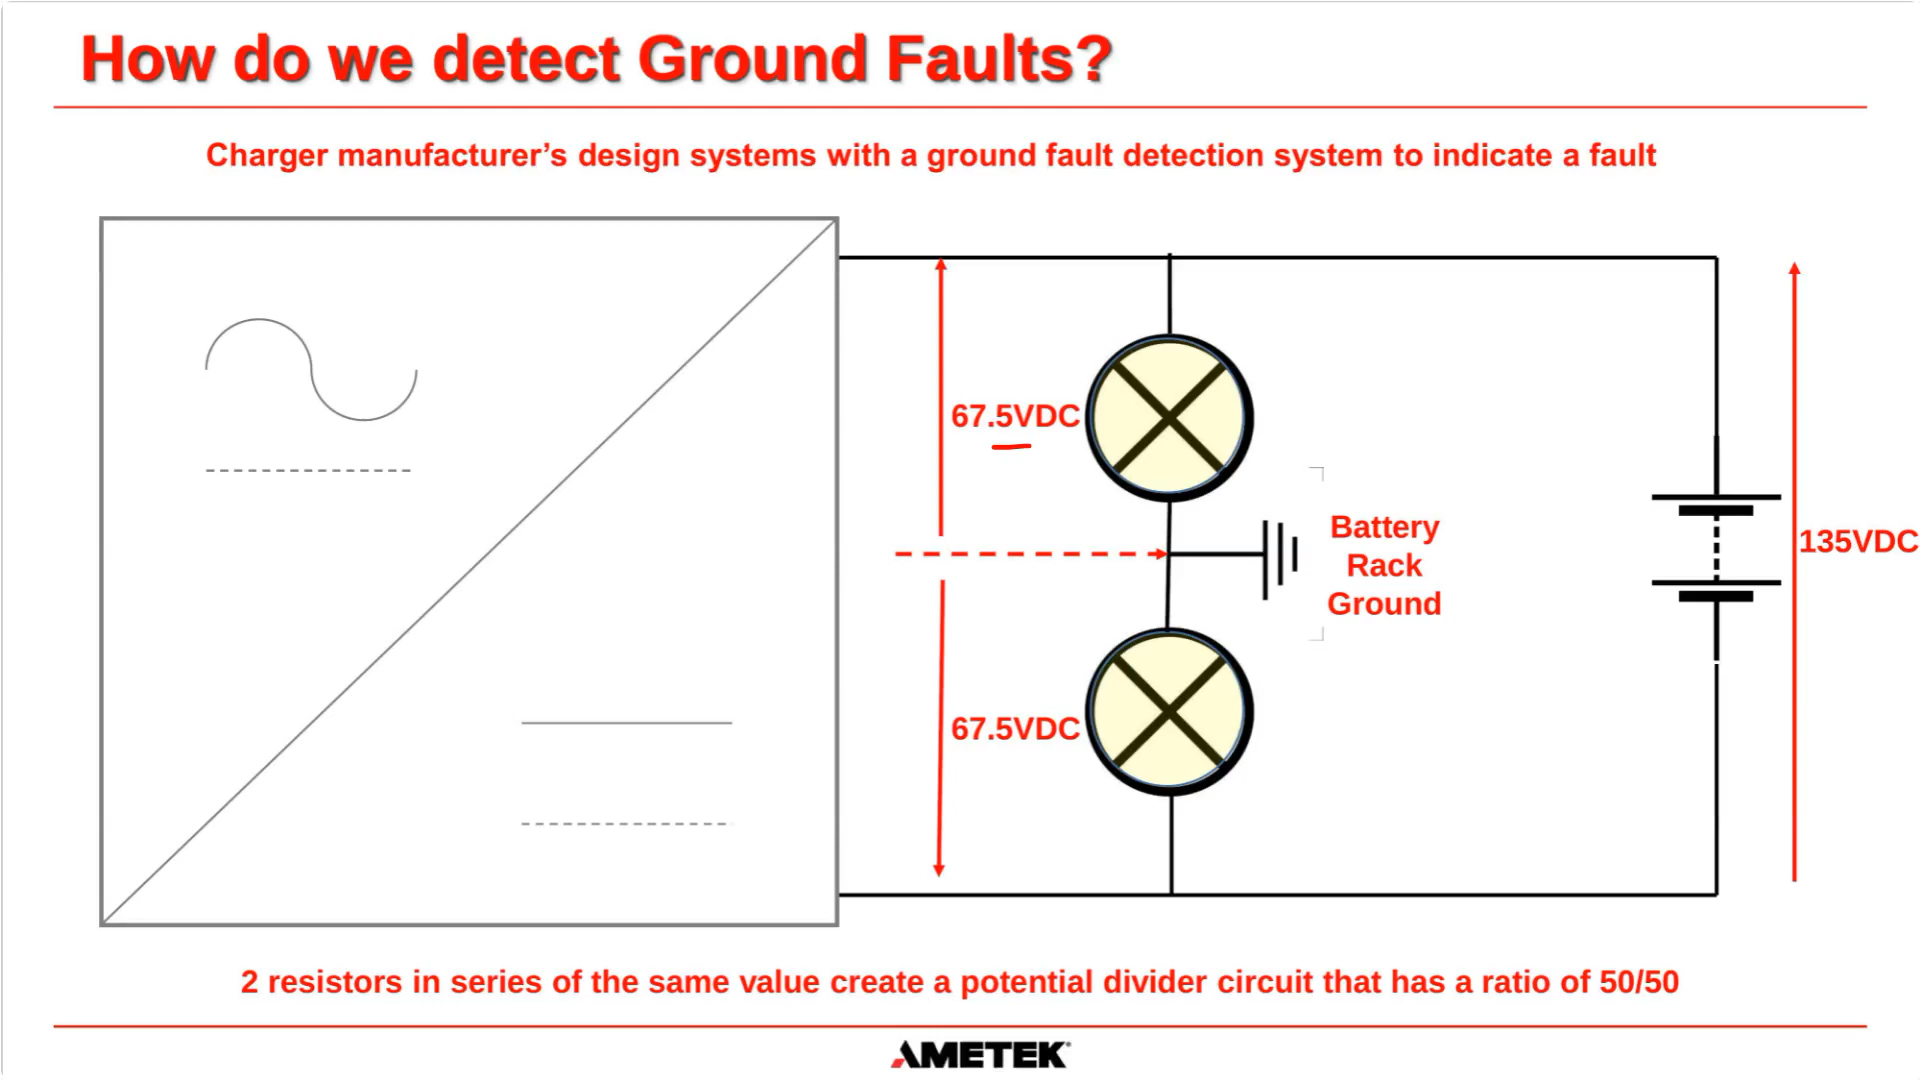 How do we detect Ground Faults?
Charger manufacturer’s design systems with a ground fault detection system to indicate a fault
67.5VDC
Battery
Rack
Ground
135VDC
67.5VDC
2 resistors in series of the same value create a potential divider circuit that has a ratio of 50/50
AMETEK®